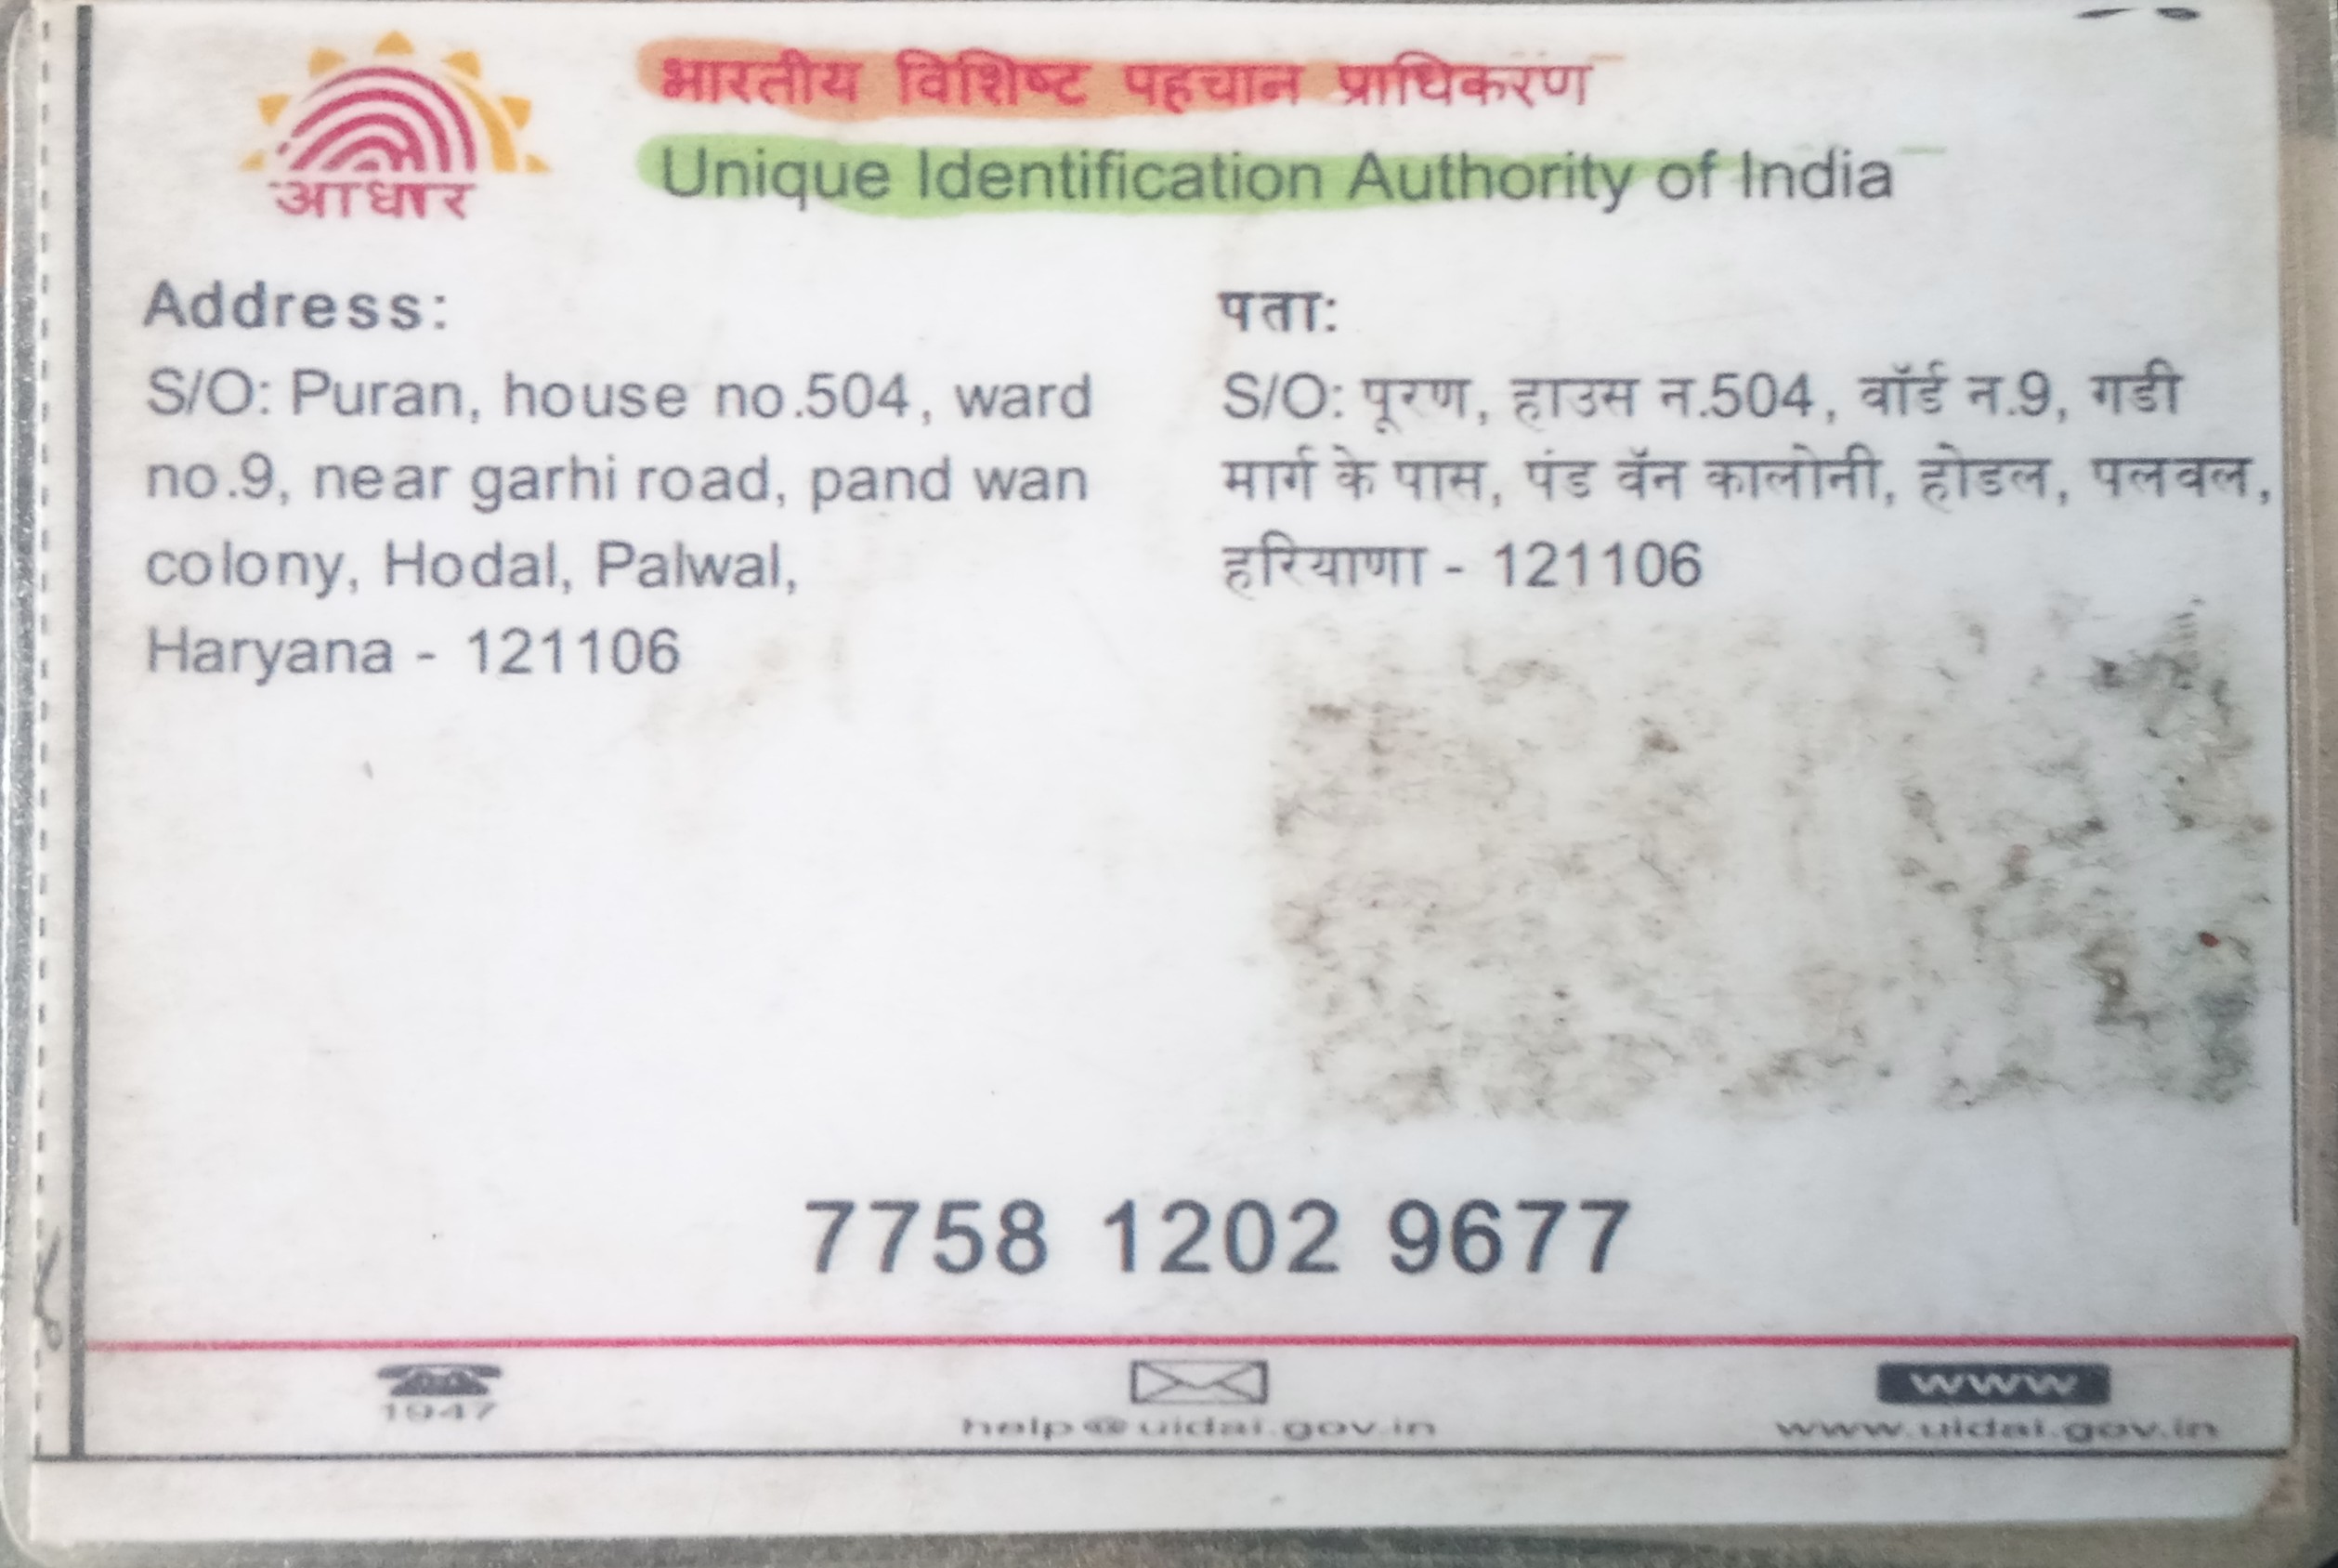 आधार
भारतीय विशिष्ट पहचान प्राधिकरण
Unique Identification Authority of India
Address:
S/O: Puran, house no.504, ward
no.9, near garhi road, pand wan
colony, Hodal, Palwal,
Haryana - 121106
पता:
S/O: पूरण, हाउस न.504, वॉर्ड न.9, गडी
मार्ग के पास, पंड वॅन कालोनी, होडल, पलवल,
हरियाणा - 121106
7758 1202 9677
1947
help@uidai.gov.in
www
www.uidai.gov.in